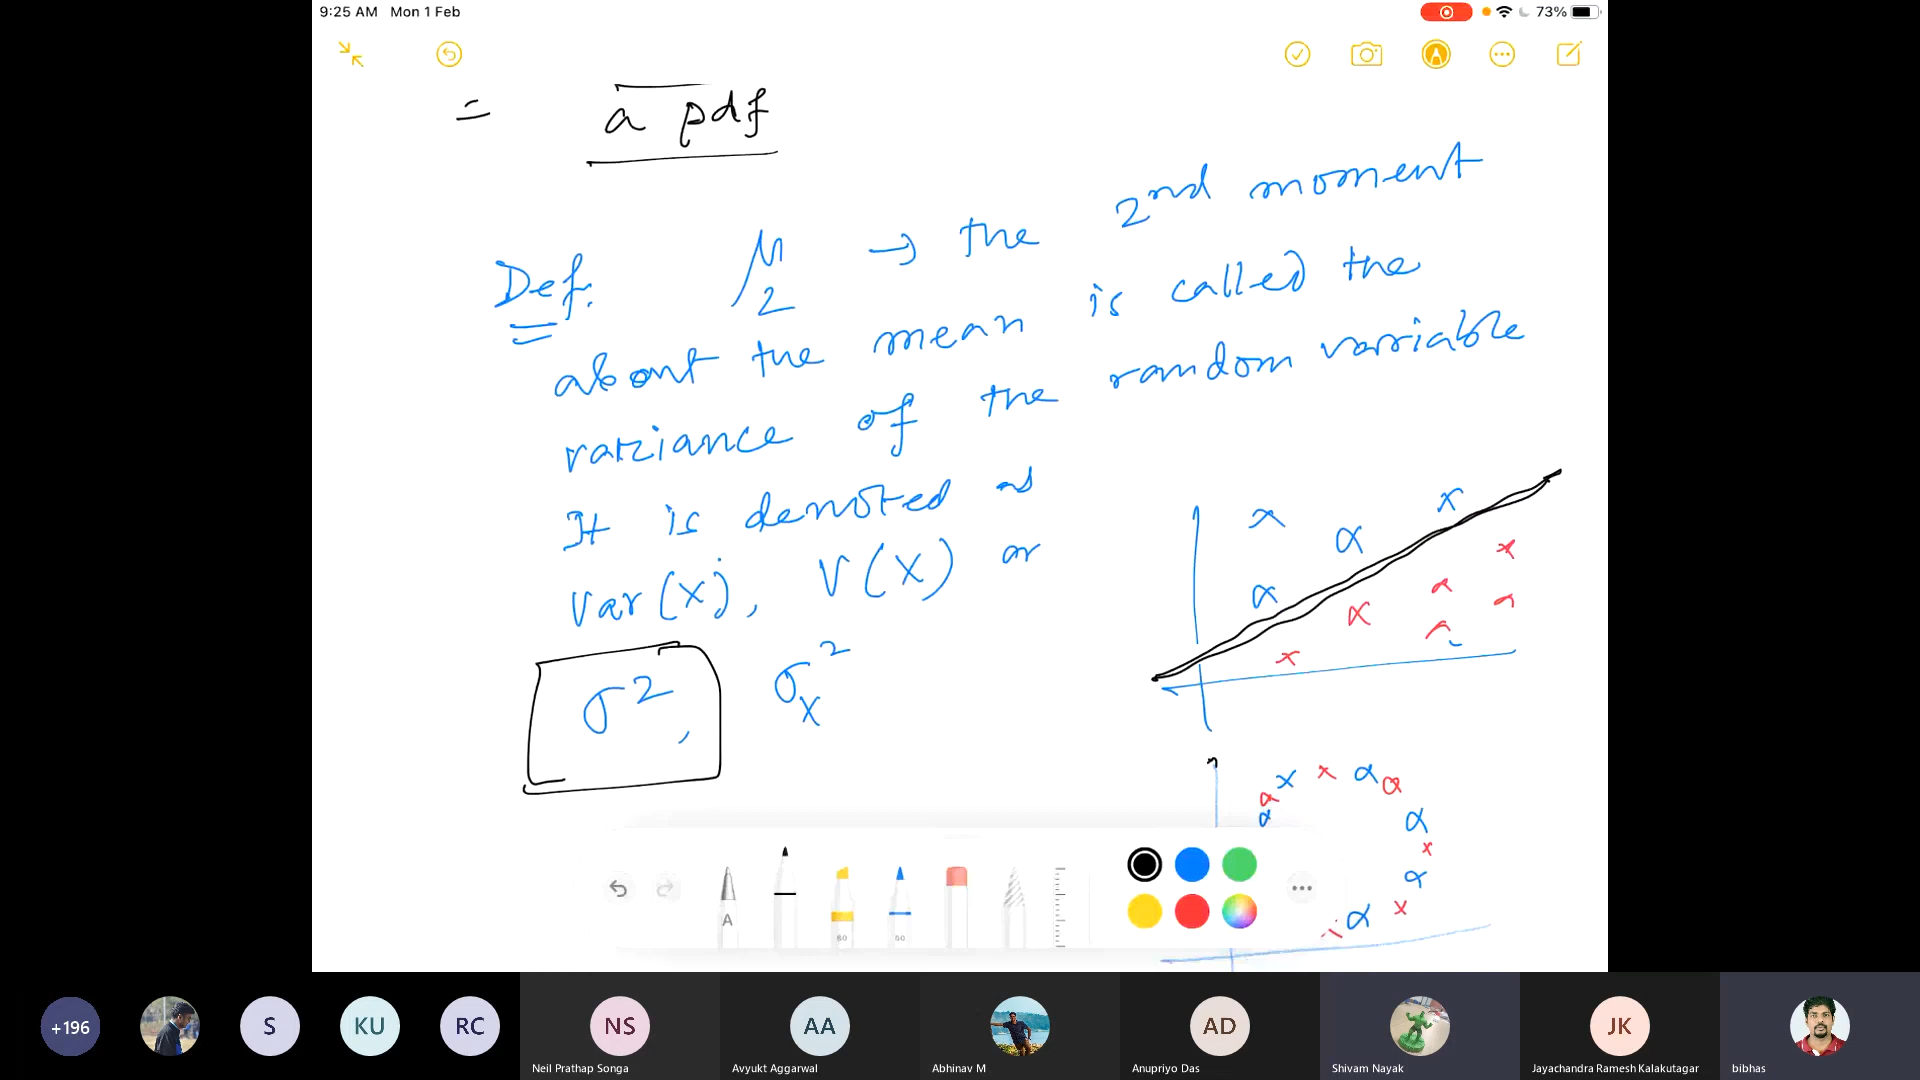 9:25 AM Mon 1 Feb
73%
= a pdf
Def. μ2 → the 2nd moment
about the mean is called the
variance of the random variable
It is denoted as
Var(X), V(X) or
σ², σX²
A
80
50
+196
S
KU
RC
NS
AA
AD
JK
Neil Prathap Songa
Avyukt Aggarwal
Abhinav M
Anupriyo Das
Shivam Nayak
Jayachandra Ramesh Kalakutagar
bibhas